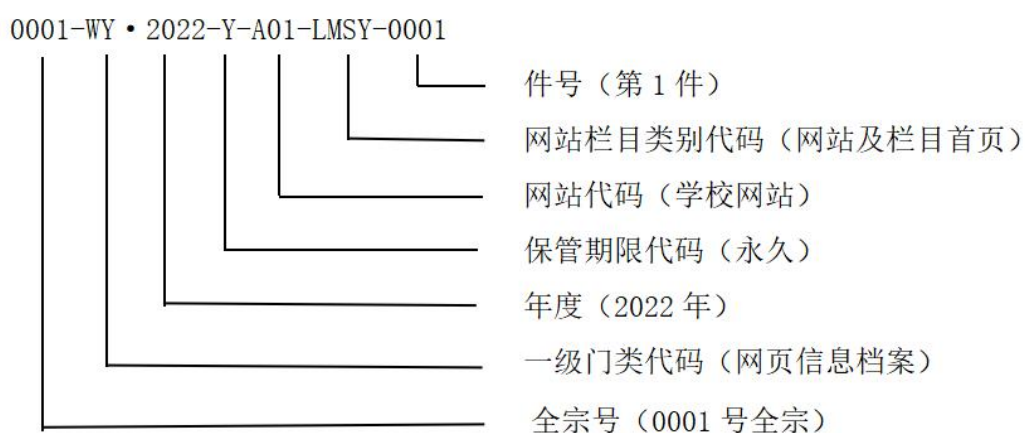 0001-WY·2022-Y-A01-LMSY-0001
件号（第 1 件）
网站栏目类别代码（网站及栏目首页）
网站代码（学校网站）
保管期限代码（永久）
年度（2022 年）
一级门类代码（网页信息档案）
全宗号（0001 号全宗）